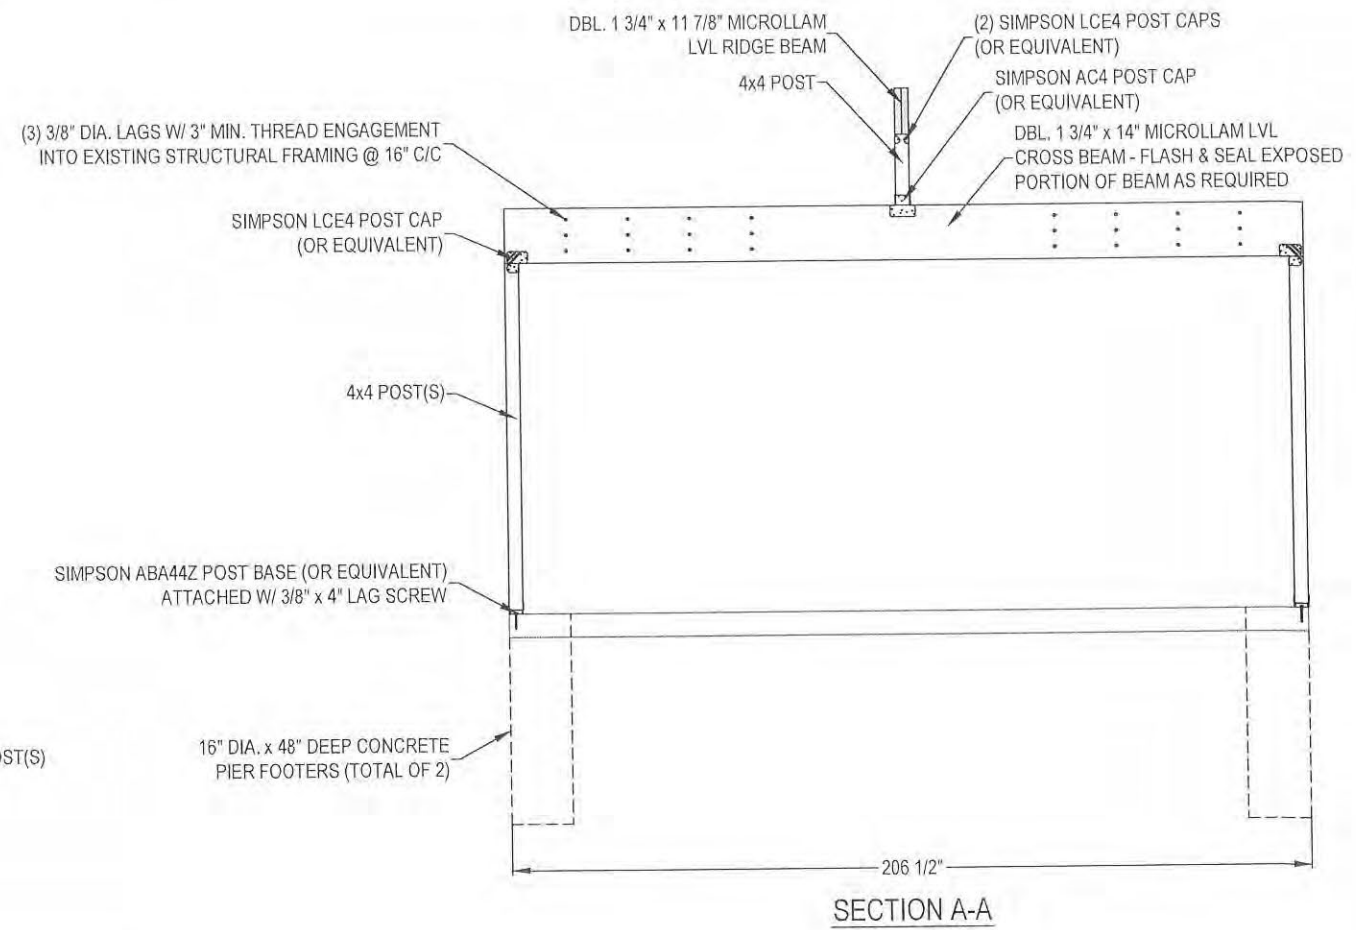 DBL. 1 3/4" x 11 7/8" MICROLLAM
LVL RIDGE BEAM
4x4 POST
(2) SIMPSON LCE4 POST CAPS
(OR EQUIVALENT)
SIMPSON AC4 POST CAP
(OR EQUIVALENT)
DBL. 1 3/4" x 14" MICROLLAM LVL
CROSS BEAM - FLASH & SEAL EXPOSED
PORTION OF BEAM AS REQUIRED
(3) 3/8" DIA. LAGS W/ 3" MIN. THREAD ENGAGEMENT
INTO EXISTING STRUCTURAL FRAMING @ 16" C/C
SIMPSON LCE4 POST CAP
(OR EQUIVALENT)
4x4 POST(S)
SIMPSON ABA44Z POST BASE (OR EQUIVALENT)
ATTACHED W/ 3/8" x 4" LAG SCREW
OST(S)
16" DIA. x 48" DEEP CONCRETE
PIER FOOTERS (TOTAL OF 2)
206 1/2"
SECTION A-A